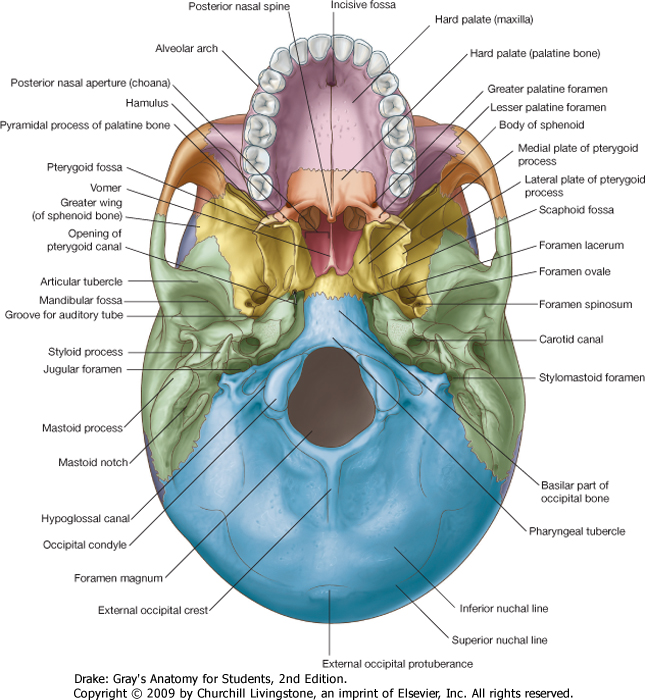 Posterior nasal spine
Incisive fossa
Hard palate (maxilla)
Alveolar arch
Hard palate (palatine bone)
Posterior nasal aperture (choana)
Greater palatine foramen
Hamulus
Lesser palatine foramen
Pyramidal process of palatine bone
Body of sphenoid
Medial plate of pterygoid
process
Pterygoid fossa
Lateral plate of pterygoid
process
Vomer
Greater wing
(of sphenoid bone)
Scaphoid fossa
Opening of
pterygoid canal
Foramen lacerum
Articular tubercle
Foramen ovale
Mandibular fossa
Foramen spinosum
Groove for auditory tube
Carotid canal
Styloid process
Jugular foramen
Stylomastoid foramen
Mastoid process
Mastoid notch
Basilar part of
occipital bone
Hypoglossal canal
Pharyngeal tubercle
Occipital condyle
Foramen magnum
External occipital crest
Inferior nuchal line
Superior nuchal line
External occipital protuberance
Drake: Gray's Anatomy for Students, 2nd Edition.
Copyright © 2009 by Churchill Livingstone, an imprint of Elsevier, Inc. All rights reserved.